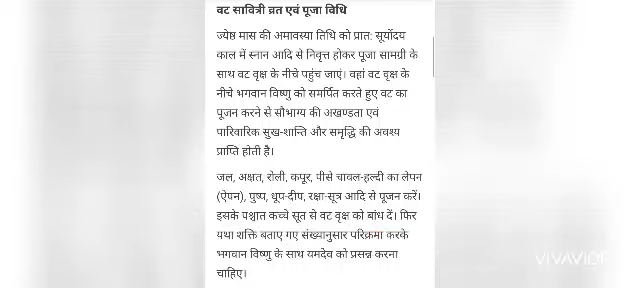 वट सावित्री व्रत एवं पूजा विधि
ज्येष्ठ मास की अमावस्या तिथि को प्रात: सूर्योदय
काल में स्नान आदि से निवृत्त होकर पूजा सामग्री के
साथ वट वृक्ष के नीचे पहुंच जाएं। वहां वट वृक्ष के
नीचे भगवान विष्णु को समर्पित करते हुए वट का
पूजन करने से सौभाग्य की अखण्डता एवं
पारिवारिक सुख-शान्ति और समृद्धि की अवश्य
प्राप्ति होती है।
जल, अक्षत, रोली, कपूर, पीसे चावल-हल्दी का लेपन
(ऐपन), पुष्प, धूप-दीप, रक्षा-सूत्र आदि से पूजन करें।
इसके पश्चात कच्चे सूत से वट वृक्ष को बांध दें। फिर
यथा शक्ति बताए गए संख्यानुसार परिक्रमा करके
भगवान विष्णु के साथ यमदेव को प्रसन्न करना
चाहिए।
VIVAVIDEO